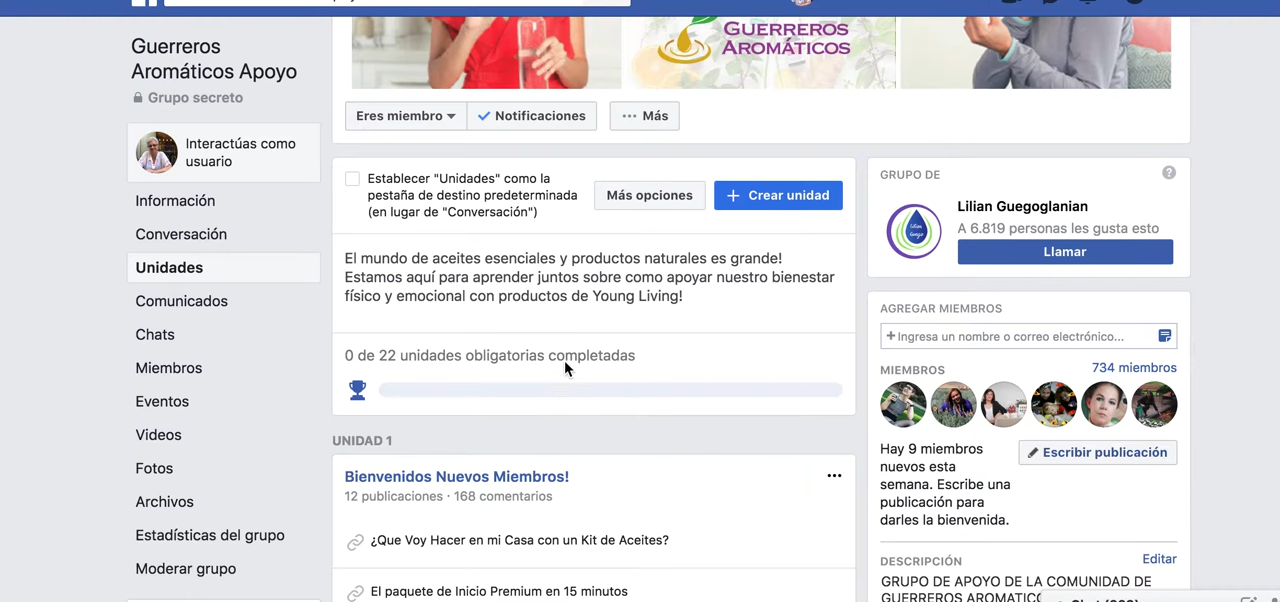 Guerreros
Aromáticos Apoyo
Grupo secreto
Interactúas como
usuario
Información
Conversación
Unidades
Comunicados
Chats
Miembros
Eventos
Videos
Fotos
Archivos
Estadísticas del grupo
Moderar grupo
GUERREROS
AROMÁTICOS
Eres miembro
Notificaciones
Más
Establecer "Unidades" como la
pestaña de destino predeterminada
(en lugar de "Conversación")
Más opciones
+ Crear unidad
El mundo de aceites esenciales y productos naturales es grande!
Estamos aquí para aprender juntos sobre como apoyar nuestro bienestar
físico y emocional con productos de Young Living!
0 de 22 unidades obligatorias completadas
UNIDAD 1
Bienvenidos Nuevos Miembros!
12 publicaciones · 168 comentarios
¿Que Voy Hacer en mi Casa con un Kit de Aceites?
El paquete de Inicio Premium en 15 minutos
GRUPO DE
?
Lilian Guegoglanian
A 6.819 personas les gusta esto
Llamar
AGREGAR MIEMBROS
+ Ingresa un nombre o correo electrónico...
MIEMBROS
734 miembros
Hay 9 miembros
nuevos esta
semana. Escribe una
publicación para
darles la bienvenida.
Escribir publicación
DESCRIPCIÓN
Editar
GRUPO DE APOYO DE LA COMUNIDAD DE
GUERREROS